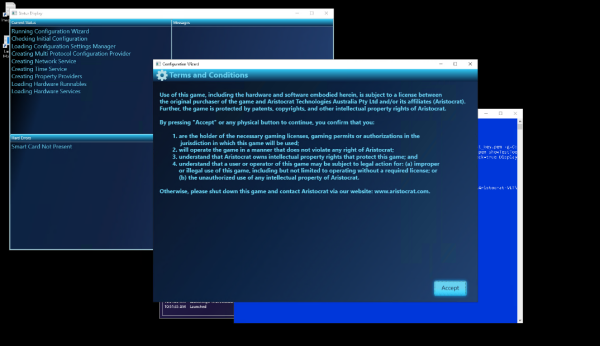 Current Status
Messages
Running Configuration Wizard
Checking Initial Configuration
Loading Configuration Settings Manager
Creating Multi Protocol Configuration Provider
Creating Network Service
Creating Time Service
Creating Property Providers
Loading Hardware Runnables
Loading Hardware Services
Smart Card Not Present
Configuration Wizard
Terms and Conditions
Use of this game, including the hardware and software embodied herein, is subject to a license between
the original purchaser of the game and Aristocrat Technologies Australia Pty Ltd and/or its affiliates (Aristocrat).
Further, the game is protected by patents, copyrights, and other intellectual property rights of Aristocrat.
By pressing "Accept" or any physical button to continue, you confirm that you:
1. are the holder of the necessary gaming licenses, gaming permits or authorizations in the
jurisdiction in which this game will be used;
2. will operate the game in a manner that does not violate any right of Aristocrat;
3. understand that Aristocrat owns intellectual property rights that protect this game; and
4. understand that a user or operator of this game may be subject to legal action for: (a) improper
or illegal use of this game, including but not limited to operating without a required license; or
(b) the unauthorized use of any intellectual property of Aristocrat.
Otherwise, please shut down this game and contact Aristocrat via our website: www.aristocrat.com.
Accept
Launched